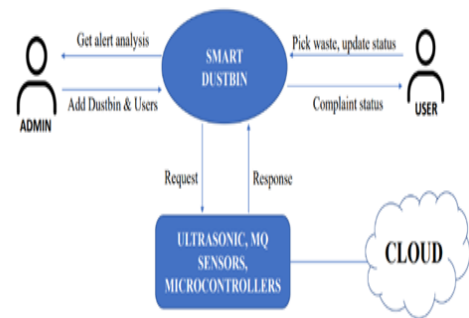 Get alert analysis
SMART
DUSTBIN
Pick waste, update status
ADMIN
Add Dustbin & Users
Complaint status
USER
Request
Response
ULTRASONIC, MQ
SENSORS,
MICROCONTROLLERS
CLOUD